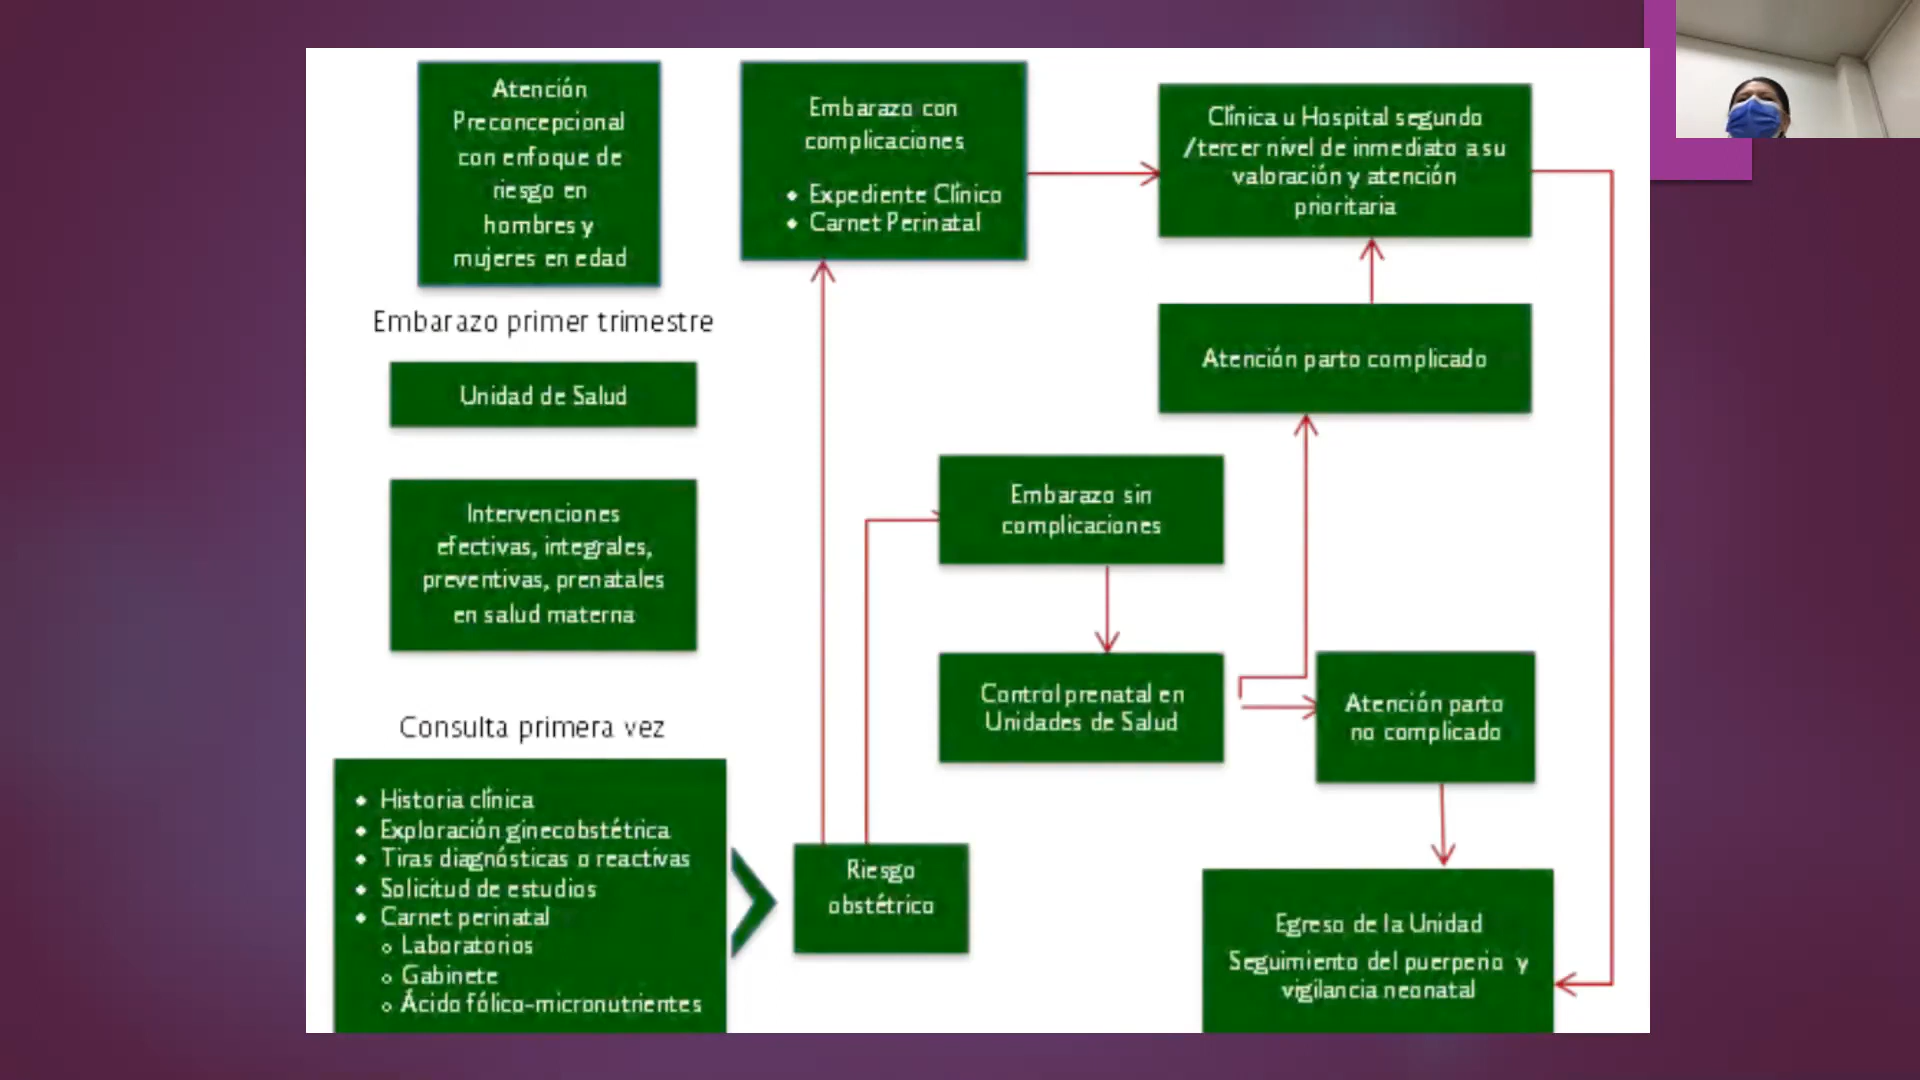 Atención
Preconcepcional
con enfoque de
riesgo en
hombres y
mujeres en edad
Embarazo primer trimestre
Unidad de Salud
Intervenciones
efectivas, integrales,
preventivas, prenatales
en salud materna
Consulta primera vez
• Historia clínica
• Exploración ginecobstétrica
• Tiras diagnósticas o reactivas
• Solicitud de estudios
• Carnet perinatal
o Laboratorios
o Gabinete
o Ácido fólico-micronutrientes
Riesgo
obstétrico
Embarazo con
complicaciones
• Expediente Clínico
• Carnet Perinatal
Embarazo sin
complicaciones
Control prenatal en
Unidades de Salud
Clínica u Hospital segundo
/tercer nivel de inmediato a su
valoración y atención
prioritaria
Atención parto complicado
Atención parto
no complicado
Egreso de la Unidad
Seguimiento del puerperio y
vigilancia neonatal